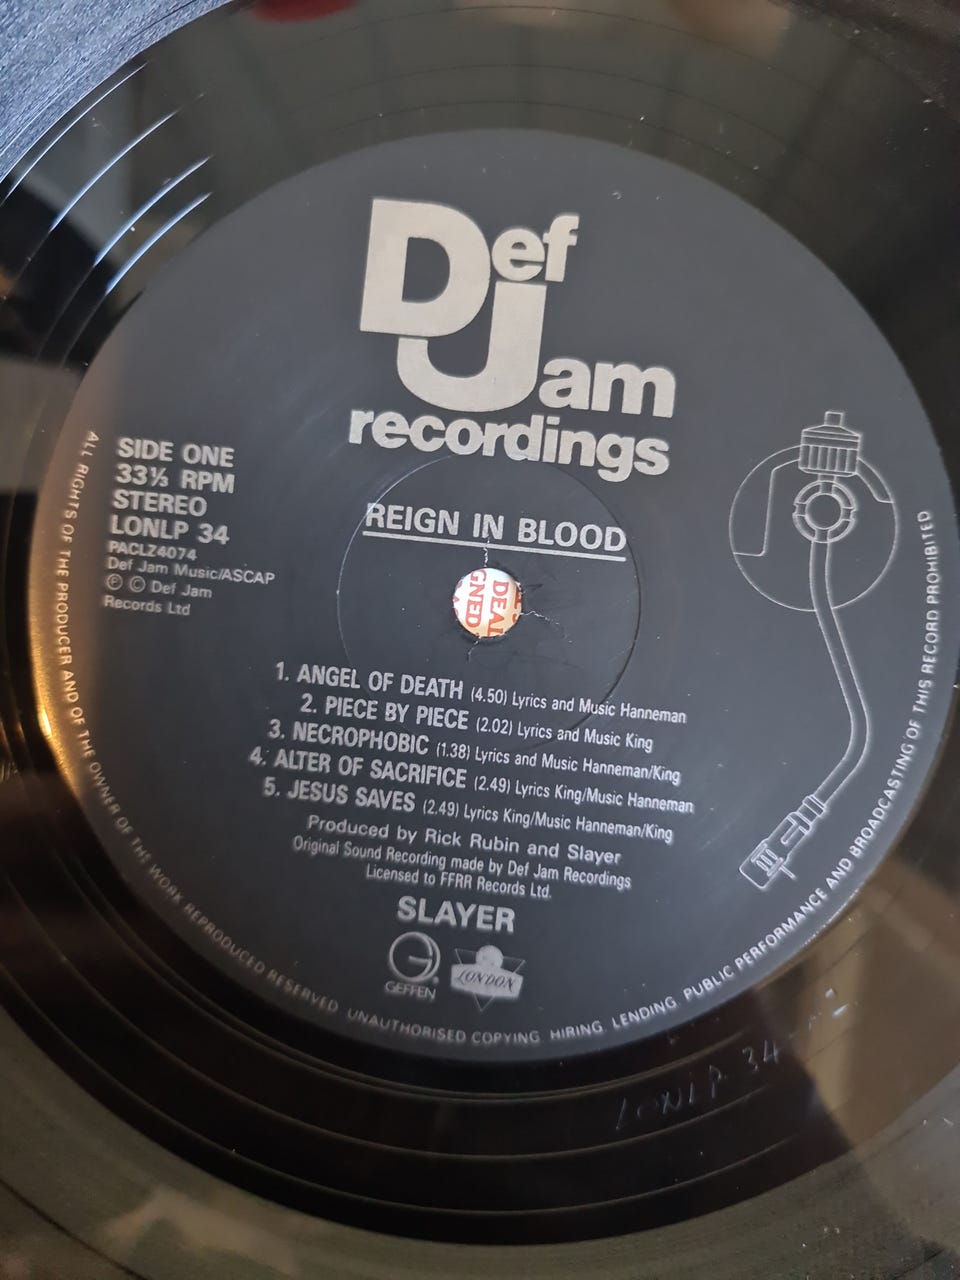 Def Jam
recordings
SIDE ONE
33⅓ RPM
STEREO
LONLP 34
PACLZ4074
Def Jam Music/ASCAP
℗ © Def Jam
Records Ltd
REIGN IN BLOOD
1. ANGEL OF DEATH (4.50) Lyrics and Music Hanneman
2. PIECE BY PIECE (2.02) Lyrics and Music King
3. NECROPHOBIC (1.38) Lyrics and Music Hanneman/King
4. ALTER OF SACRIFICE (2.49) Lyrics King/Music Hanneman
5. JESUS SAVES (2.49) Lyrics King/Music Hanneman/King
Produced by Rick Rubin and Slayer
Original Sound Recording made by Def Jam Recordings
Licensed to FFRR Records Ltd.
SLAYER
GEFFEN
LONDON
ALL RIGHTS OF THE PRODUCER AND OF THE OWNER OF THE WORK REPRODUCED RESERVED UNAUTHORISED COPYING HIRING, LENDING, PUBLIC PERFORMANCE AND BROADCASTING OF THIS RECORD PROHIBITED
LONLP 34